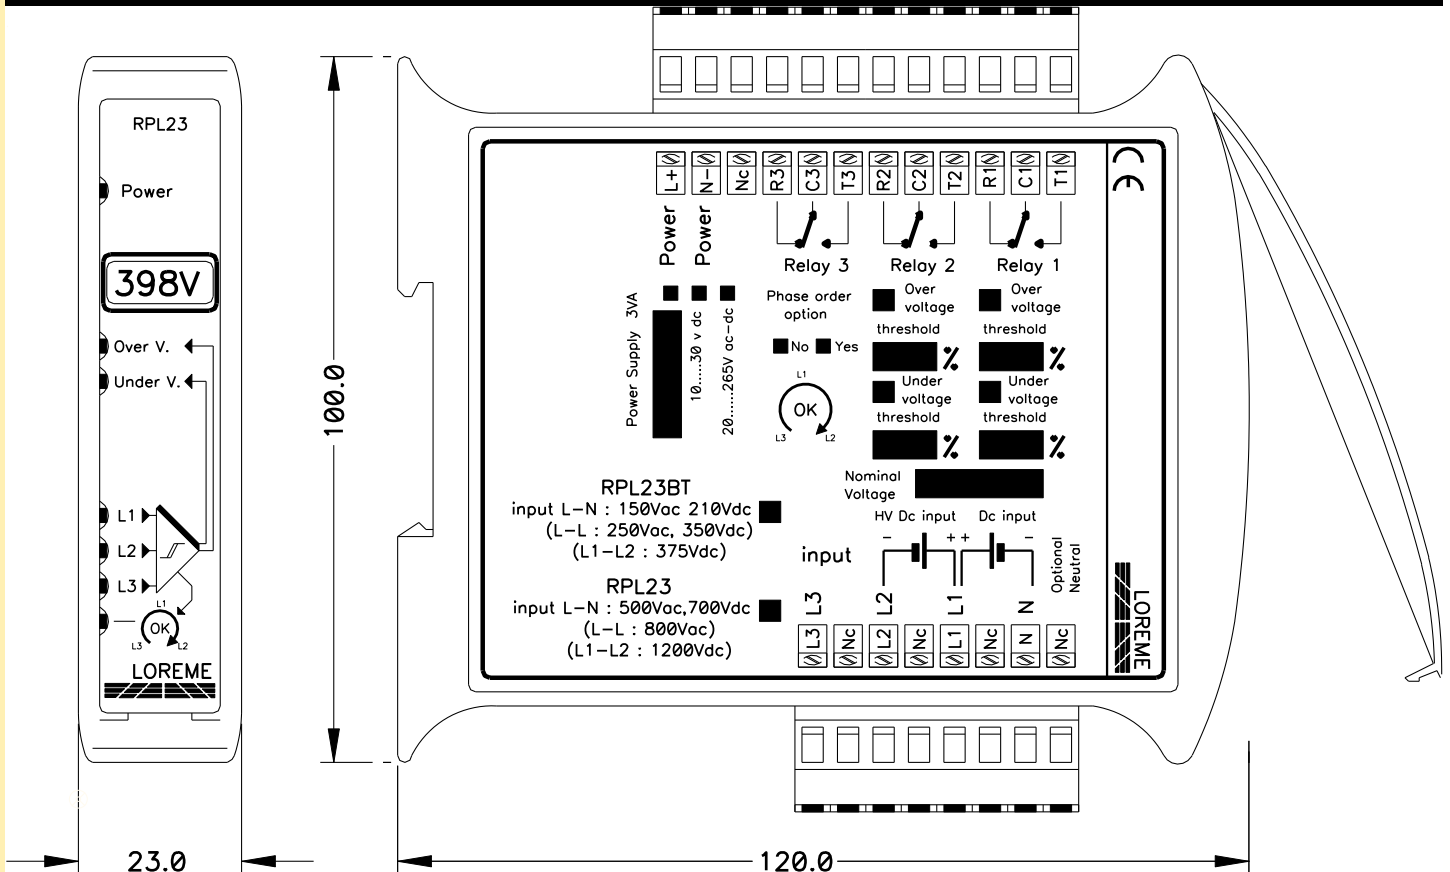 RPL23
Power
398V
Over V.
Under V.
L1
L2
L3
L1
OK
L3
L2
LOREME
23.0
100.0
120.0
L+
N-
Nc
R3
C3
T3
R2
C2
T2
R1
C1
T1
CE
Power
Power
Relay 3
Relay 2
Relay 1
Power Supply 3VA
10.....30 v dc
20.....265V ac-dc
Phase order
option
No
Yes
L1
OK
L3
L2
Over
voltage
threshold
%
Under
voltage
threshold
%
Over
voltage
threshold
%
Under
voltage
threshold
%
Nominal
Voltage
RPL23BT
input L-N : 150Vac 210Vdc
(L-L : 250Vac, 350Vdc)
(L1-L2 : 375Vdc)
RPL23
input L-N : 500Vac,700Vdc
(L-L : 800Vac)
(L1-L2 : 1200Vdc)
HV Dc input
Dc input
- + + -
input
L3
L2
L1
N
Optional
Neutral
L3
Nc
L2
Nc
L1
Nc
N
Nc
LOREME